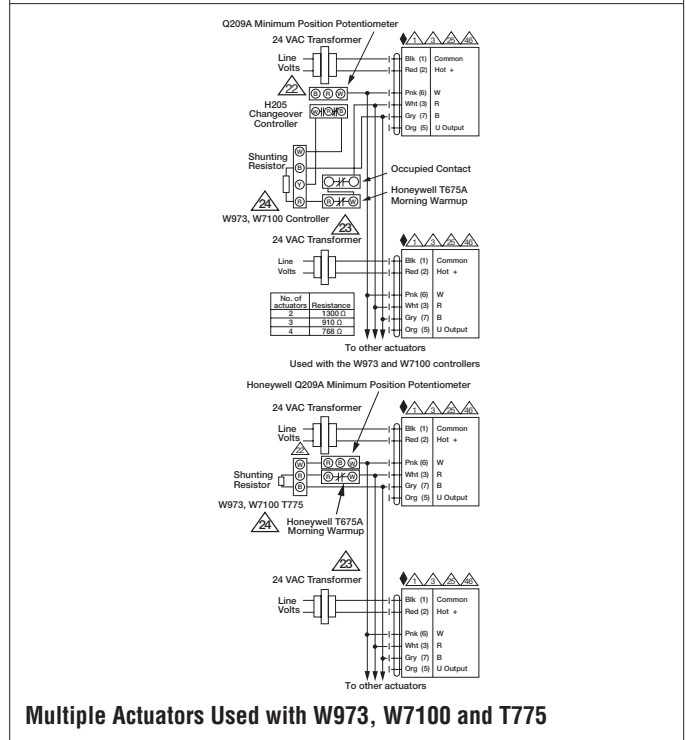 Q209A Minimum Position Potentiometer
24 VAC Transformer
1 3 25 46
Line
Volts
Blk (1) Common
Red (2) Hot +
22
B R W
Pnk (6) W
Wht (3) R
Gry (7) B
Org (5) U Output
H205
Changeover
Controller
W R B
Shunting
Resistor
W
B
Y
R
Occupied Contact
R W
Honeywell T675A
Morning Warmup
24
23
W973, W7100 Controller
24 VAC Transformer
1 3 25 46
Line
Volts
Blk (1) Common
Red (2) Hot +
Pnk (6) W
Wht (3) R
Gry (7) B
Org (5) U Output
No. of
actuators Resistance
2 1300 Ω
3 910 Ω
4 768 Ω
To other actuators
Used with the W973 and W7100 controllers
Honeywell Q209A Minimum Position Potentiometer
24 VAC Transformer
1 3 25 46
Line
Volts
Blk (1) Common
Red (2) Hot +
22
W
R
B
R B W
R W
Pnk (6) W
Wht (3) R
Gry (7) B
Org (5) U Output
Shunting
Resistor
W973, W7100 T775
24
Honeywell T675A
Morning Warmup
23
24 VAC Transformer
1 3 25 46
Line
Volts
Blk (1) Common
Red (2) Hot +
Pnk (6) W
Wht (3) R
Gry (7) B
Org (5) U Output
To other actuators
Multiple Actuators Used with W973, W7100 and T775